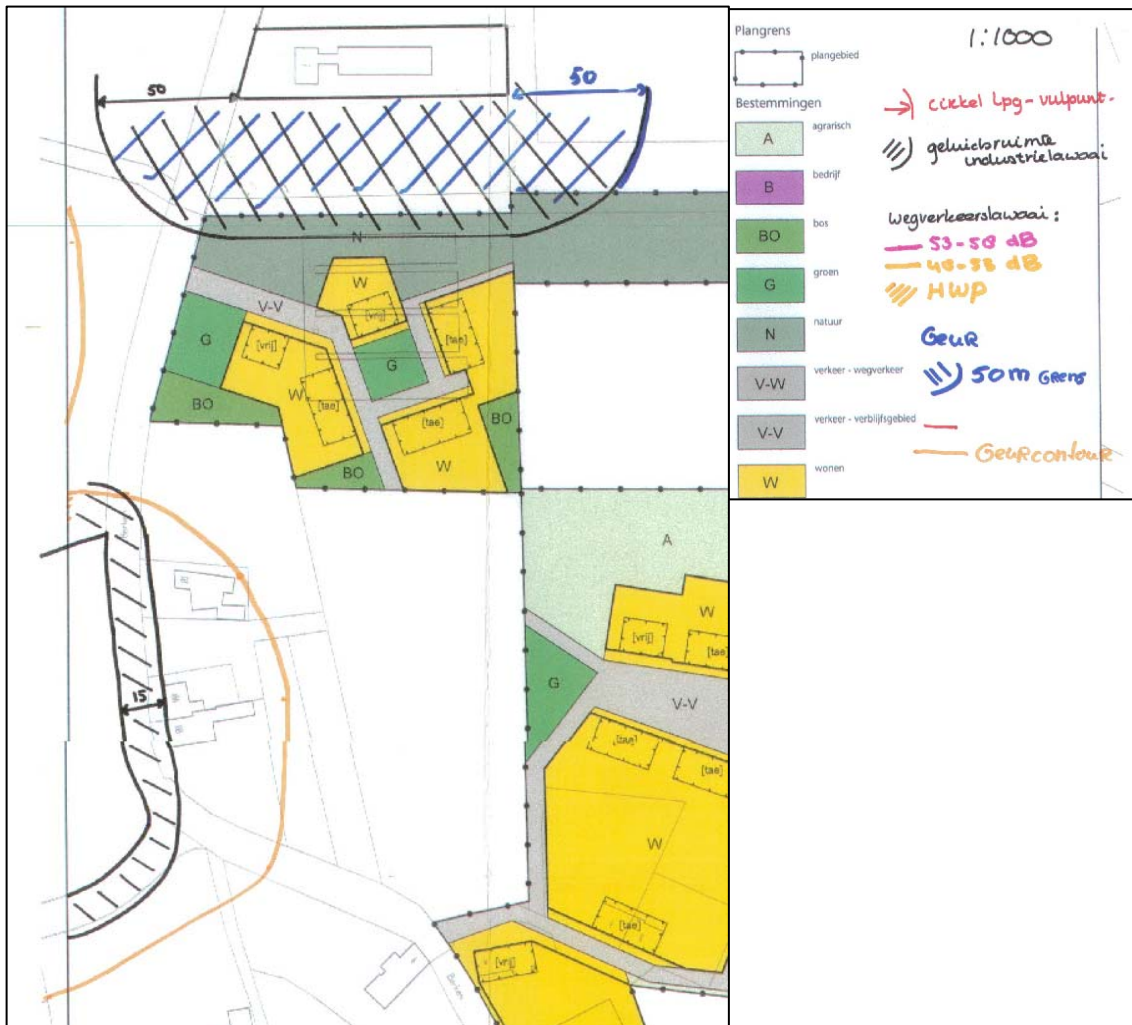 50
50
N
W
[vrij]
V-V
G
[vrij]
G
[tae]
W
[tae]
BO
[tae]
BO
W
BO
A
W
[vrij]
[tae]
G
V-V
15
[tae]
[tae]
W
[tae]
[vrij]
Plangrens
plangebied
Bestemmingen
A agrarisch
B bedrijf
BO bos
G groen
N natuur
V-W verkeer - wegverkeer
V-V verkeer - verblijfsgebied
W wonen
1:1000
cirkel lpg-vulpunt.
geluidsruimte
industrielawaai
wegverkeerslawaai:
53-58 dB
48-53 dB
HWP
Geur
50m Grens
Geurcontour